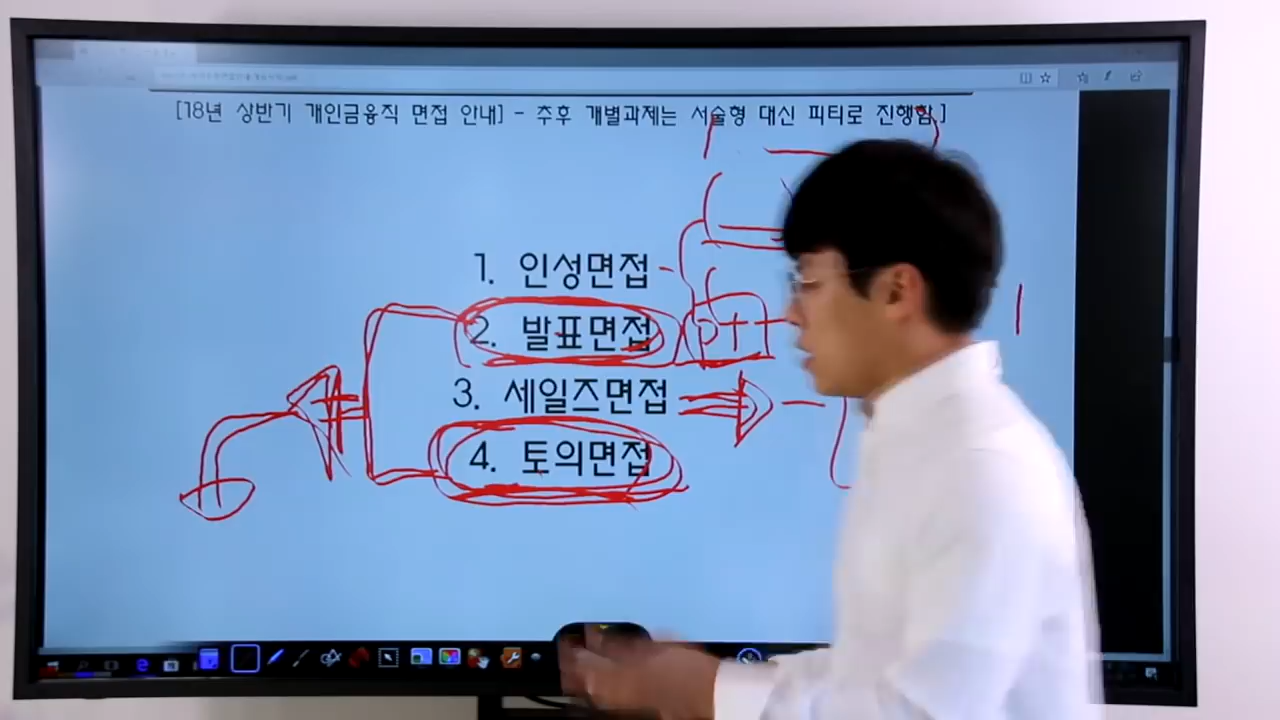 [18년 상반기 개인금융직 면접 안내] - 추후 개별과제는 서술형 대신 피티로 진행함.]
1. 인성면접
2. 발표면접 P+
3. 세일즈면접
4. 토의면접